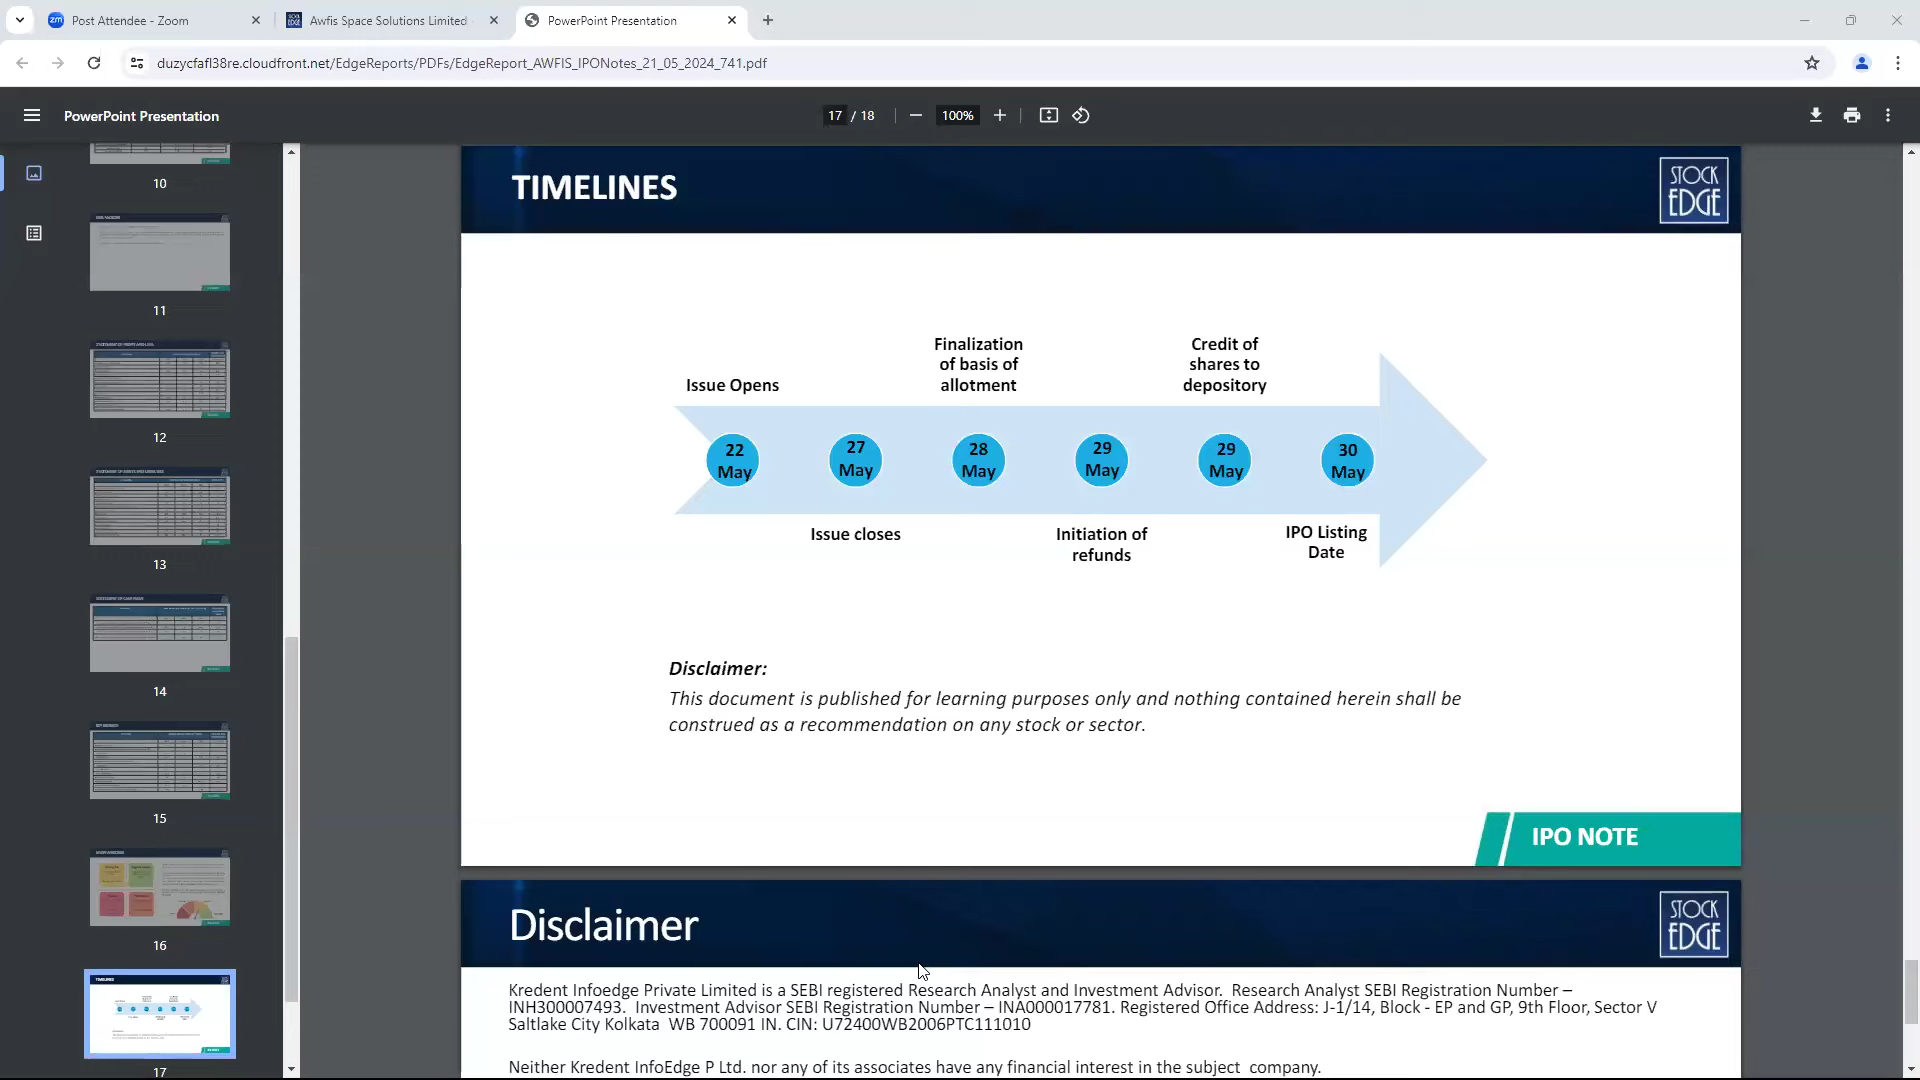 Post Attendee - Zoom
Awfis Space Solutions Limited
PowerPoint Presentation
duzycfafl38re.cloudfront.net/EdgeReports/PDFs/EdgeReport_AWFIS_IPONotes_21_05_2024_741.pdf
PowerPoint Presentation
17 / 18
100%
10
11
12
13
14
15
16
17
TIMELINES
STOCK
EDGE
Finalization
of basis of
allotment
Credit of
shares to
depository
Issue Opens
22
May
27
May
28
May
29
May
29
May
30
May
Issue closes
Initiation of
refunds
IPO Listing
Date
Disclaimer:
This document is published for learning purposes only and nothing contained herein shall be
construed as a recommendation on any stock or sector.
IPO NOTE
Disclaimer
STOCK
EDGE
Kredent Infoedge Private Limited is a SEBI registered Research Analyst and Investment Advisor. Research Analyst SEBI Registration Number –
INH300007493. Investment Advisor SEBI Registration Number – INA000017781. Registered Office Address: J-1/14, Block - EP and GP, 9th Floor, Sector V
Saltlake City Kolkata WB 700091 IN. CIN: U72400WB2006PTC111010
Neither Kredent InfoEdge P Ltd. nor any of its associates have any financial interest in the subject company.